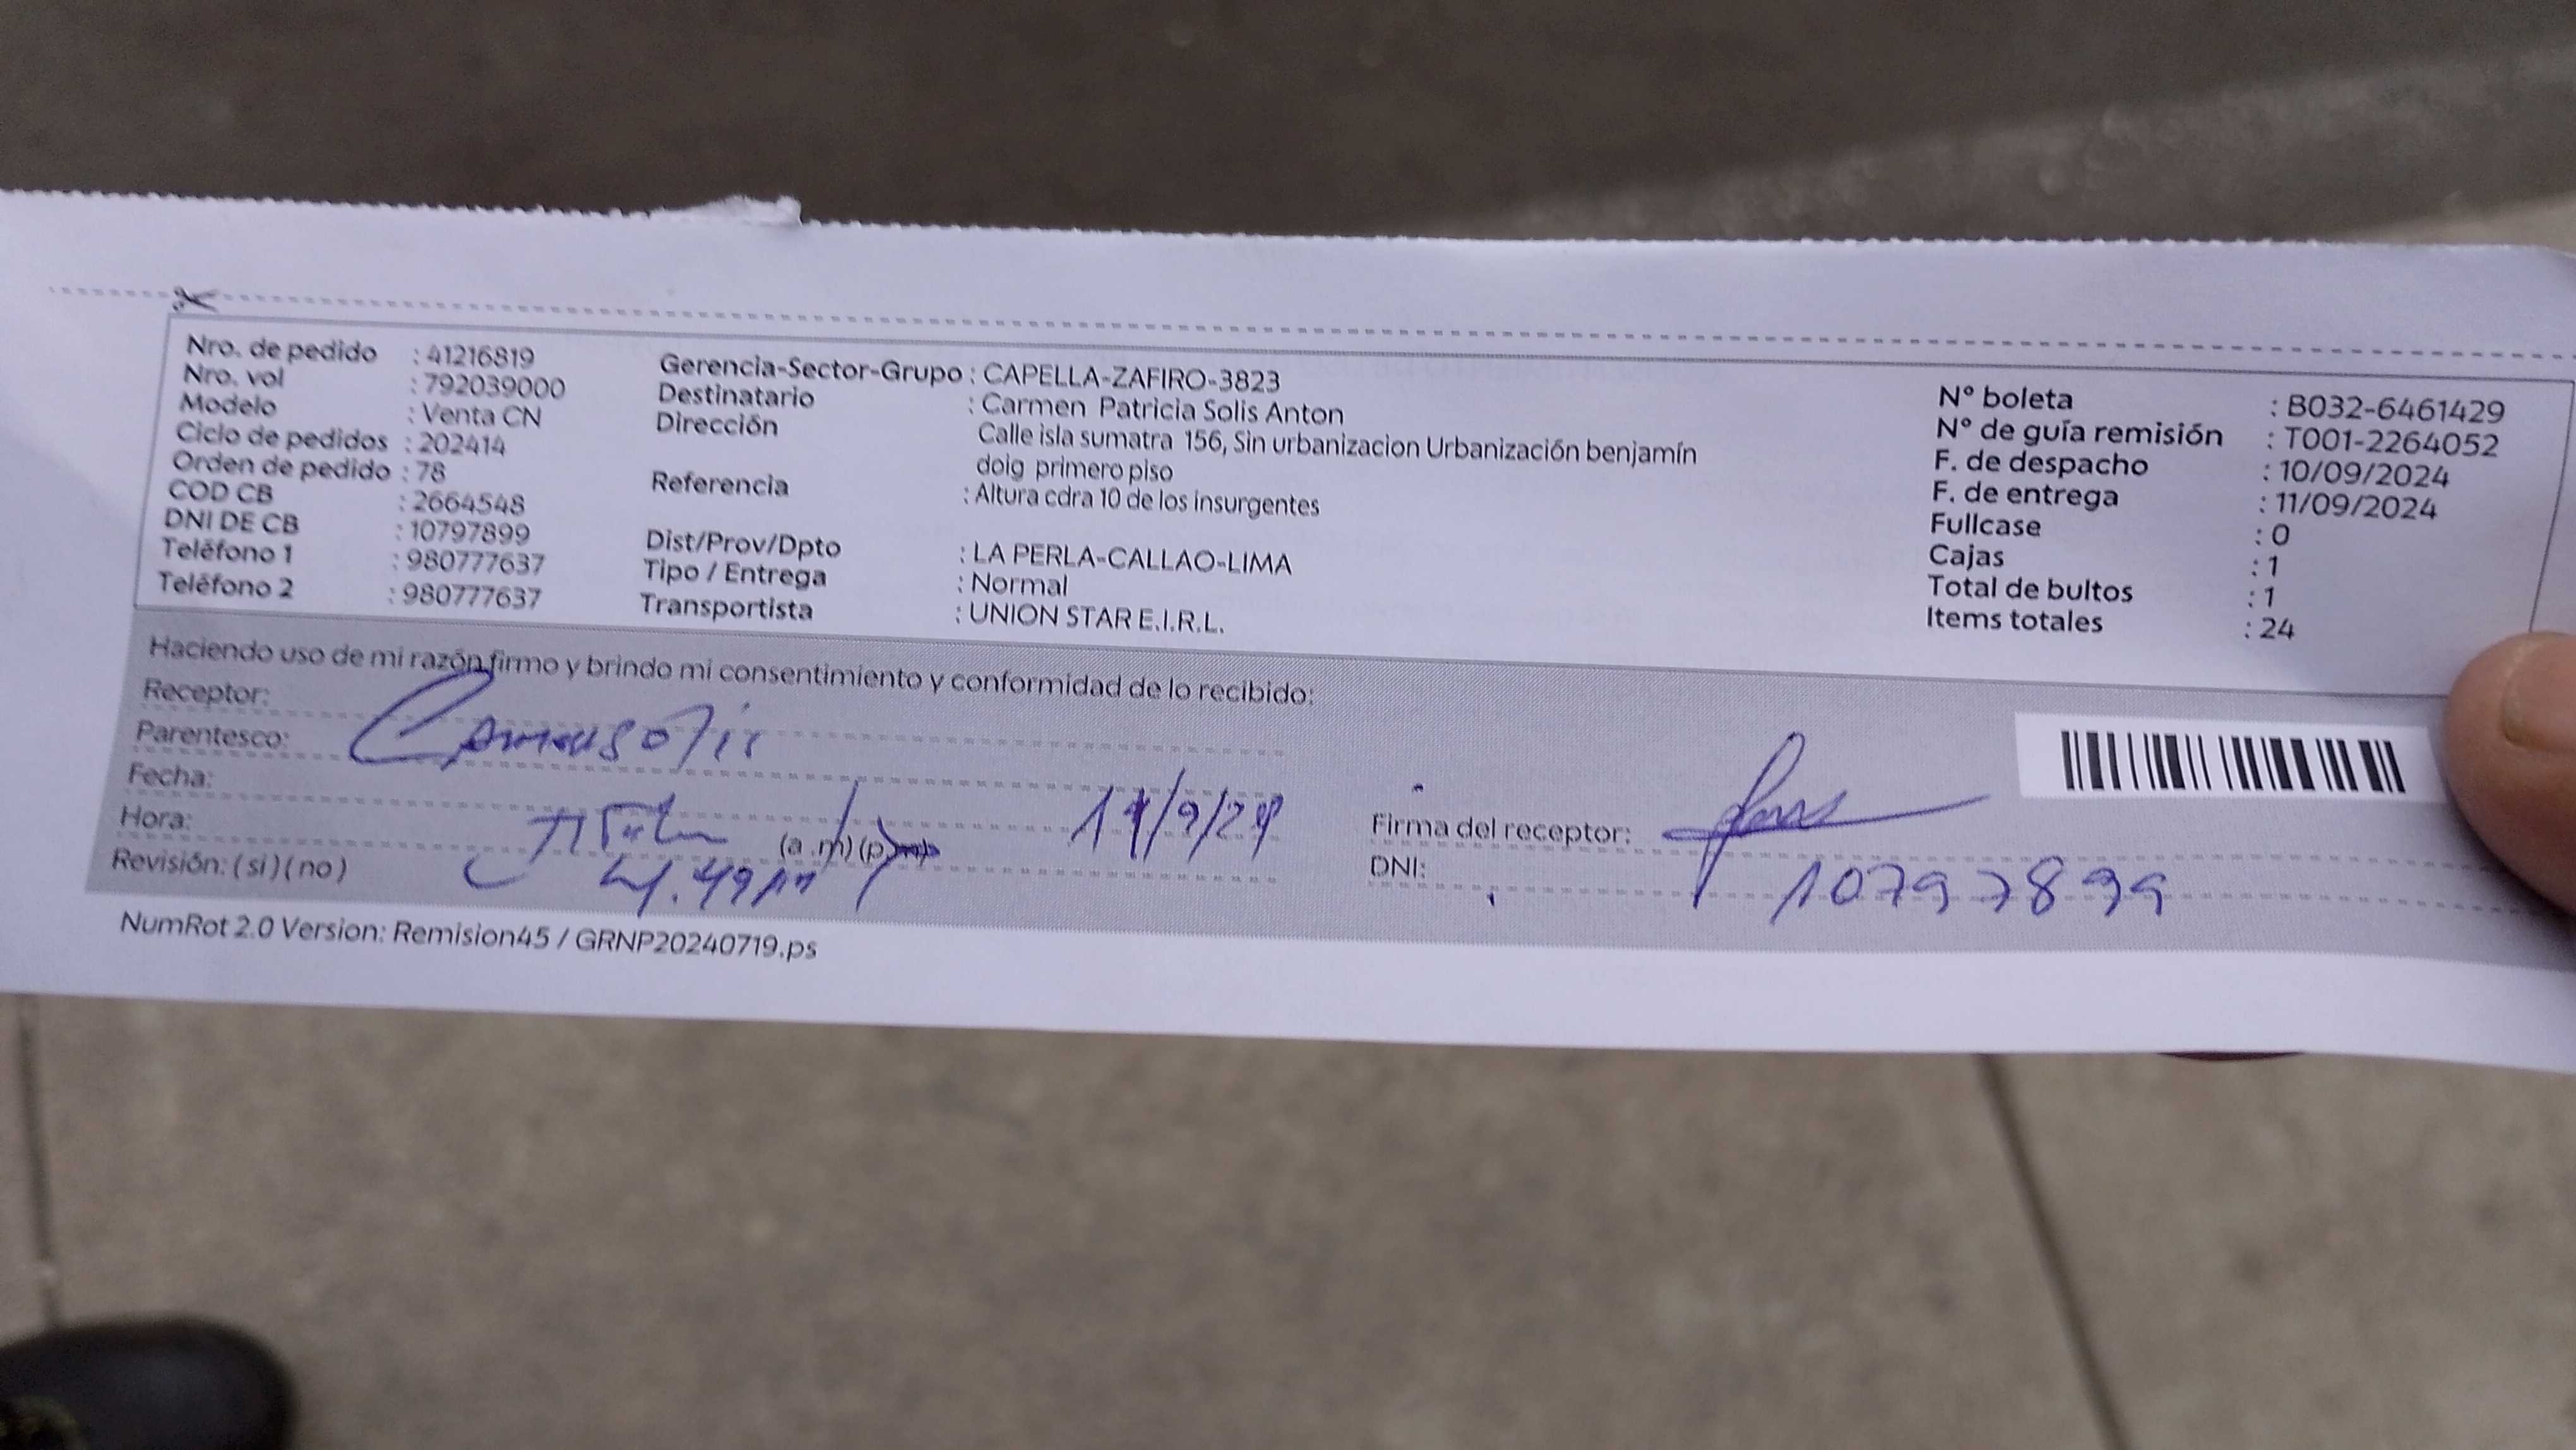 Nro. de pedido : 41216819
Nro. vol : 792039000
Modelo : Venta CN
Ciclo de pedidos : 202414
Orden de pedido : 78
COD CB : 2664548
DNI DE CB : 10797899
Teléfono 1 : 980777637
Teléfono 2 : 980777637
Gerencia-Sector-Grupo : CAPELLA-ZAFIRO-3823
Destinatario : Carmen Patricia Solis Anton
Dirección Calle isla sumatra 156, Sin urbanizacion Urbanización benjamín
doig primero piso
Referencia : Altura cdra 10 de los insurgentes
Dist/Prov/Dpto : LA PERLA-CALLAO-LIMA
Tipo / Entrega : Normal
Transportista : UNION STAR E.I.R.L.
N° boleta : B032-6461429
N° de guía remisión : T001-2264052
F. de despacho : 10/09/2024
F. de entrega : 11/09/2024
Fullcase : 0
Cajas : 1
Total de bultos : 1
Items totales : 24
Haciendo uso de mi razón firmo y brindo mi consentimiento y conformidad de lo recibido:
Receptor:
Parentesco:
Fecha: 11/9/24
Hora: (a.m) (p.m)
Revisión: ( si ) ( no )
Firma del receptor:
DNI: 10797899
NumRot 2.0 Version: Remision45 / GRNP20240719.ps